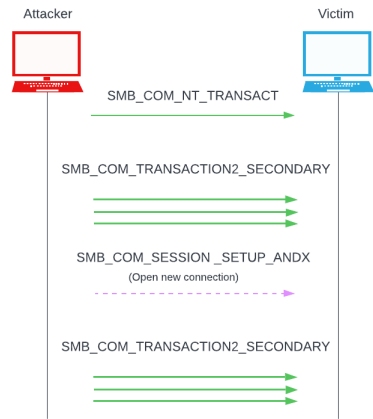 Attacker
Victim
SMB_COM_NT_TRANSACT
SMB_COM_TRANSACTION2_SECONDARY
SMB_COM_SESSION _SETUP_ANDX
(Open new connection)
SMB_COM_TRANSACTION2_SECONDARY